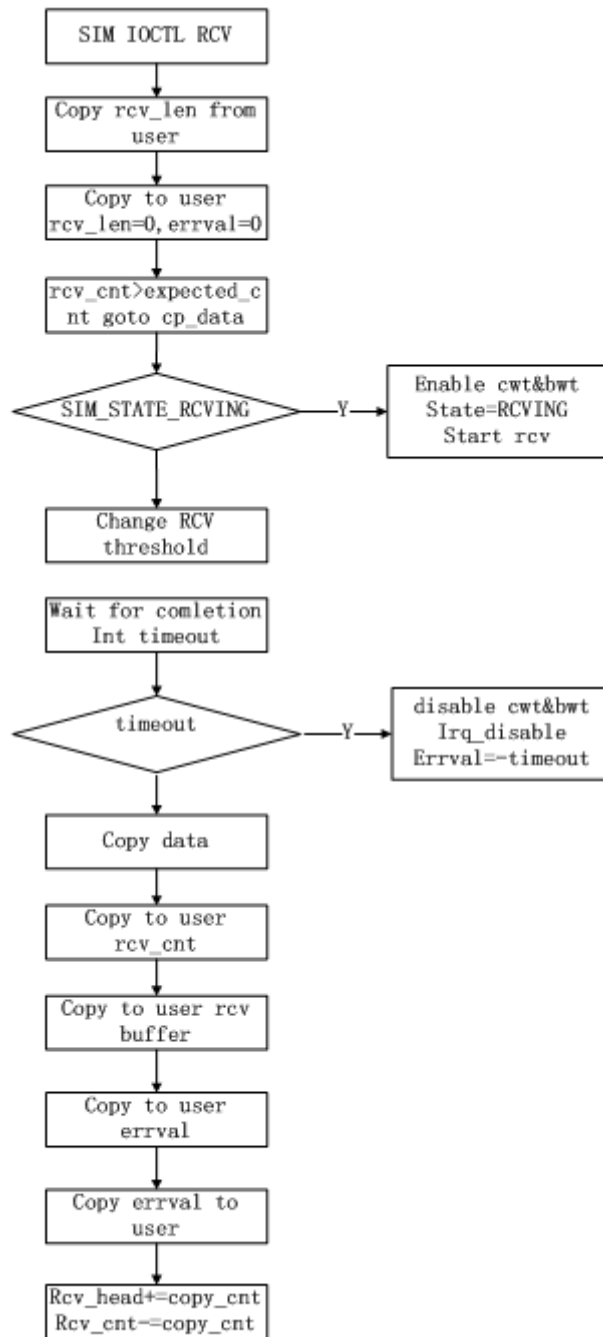 SIM IOCTL RCV
Copy rcv_len from
user
Copy to user
rcv_len=0,errval=0
rcv_cnt>expected_c
nt goto cp_data
SIM_STATE_RCVING
Y
Enable cwt&bwt
State=RCVING
Start rcv
Change RCV
threshold
Wait for comletion
Int timeout
timeout
Y
disable cwt&bwt
Irq_disable
Errval=-timeout
Copy data
Copy to user
rcv_cnt
Copy to user rcv
buffer
Copy to user
errval
Copy errval to
user
Rcv_head+=copy_cnt
Rcv_cnt-=copy_cnt